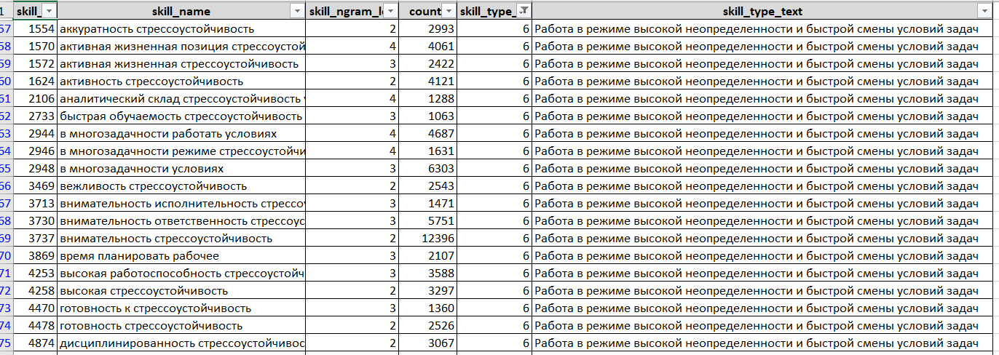 1 skill_ skill_name skill_ngram_l count skill_type_ skill_type_text
57 1554 аккуратность стрессоустойчивость 2 2993 6 Работа в режиме высокой неопределенности и быстрой смены условий задач
58 1570 активная жизненная позиция стрессоустой 4 4061 6 Работа в режиме высокой неопределенности и быстрой смены условий задач
59 1572 активная жизненная стрессоустойчивость 3 2422 6 Работа в режиме высокой неопределенности и быстрой смены условий задач
60 1624 активность стрессоустойчивость 2 4121 6 Работа в режиме высокой неопределенности и быстрой смены условий задач
61 2106 аналитический склад стрессоустойчивость 4 1288 6 Работа в режиме высокой неопределенности и быстрой смены условий задач
62 2733 быстрая обучаемость стрессоустойчивость 3 1063 6 Работа в режиме высокой неопределенности и быстрой смены условий задач
63 2944 в многозадачности работать условиях 4 4687 6 Работа в режиме высокой неопределенности и быстрой смены условий задач
64 2946 в многозадачности режиме стрессоустойчи 4 1631 6 Работа в режиме высокой неопределенности и быстрой смены условий задач
65 2948 в многозадачности условиях 3 6303 6 Работа в режиме высокой неопределенности и быстрой смены условий задач
66 3469 вежливость стрессоустойчивость 2 2543 6 Работа в режиме высокой неопределенности и быстрой смены условий задач
67 3713 внимательность исполнительность стрессо 3 1471 6 Работа в режиме высокой неопределенности и быстрой смены условий задач
68 3730 внимательность ответственность стрессоус 3 5751 6 Работа в режиме высокой неопределенности и быстрой смены условий задач
69 3737 внимательность стрессоустойчивость 2 12396 6 Работа в режиме высокой неопределенности и быстрой смены условий задач
70 3869 время планировать рабочее 3 2107 6 Работа в режиме высокой неопределенности и быстрой смены условий задач
71 4253 высокая работоспособность стрессоустойч 3 3588 6 Работа в режиме высокой неопределенности и быстрой смены условий задач
72 4258 высокая стрессоустойчивость 2 3297 6 Работа в режиме высокой неопределенности и быстрой смены условий задач
73 4470 готовность к стрессоустойчивость 3 1360 6 Работа в режиме высокой неопределенности и быстрой смены условий задач
74 4478 готовность стрессоустойчивость 2 2526 6 Работа в режиме высокой неопределенности и быстрой смены условий задач
75 4874 дисциплинированность стрессоустойчивос 2 3067 6 Работа в режиме высокой неопределенности и быстрой смены условий задач